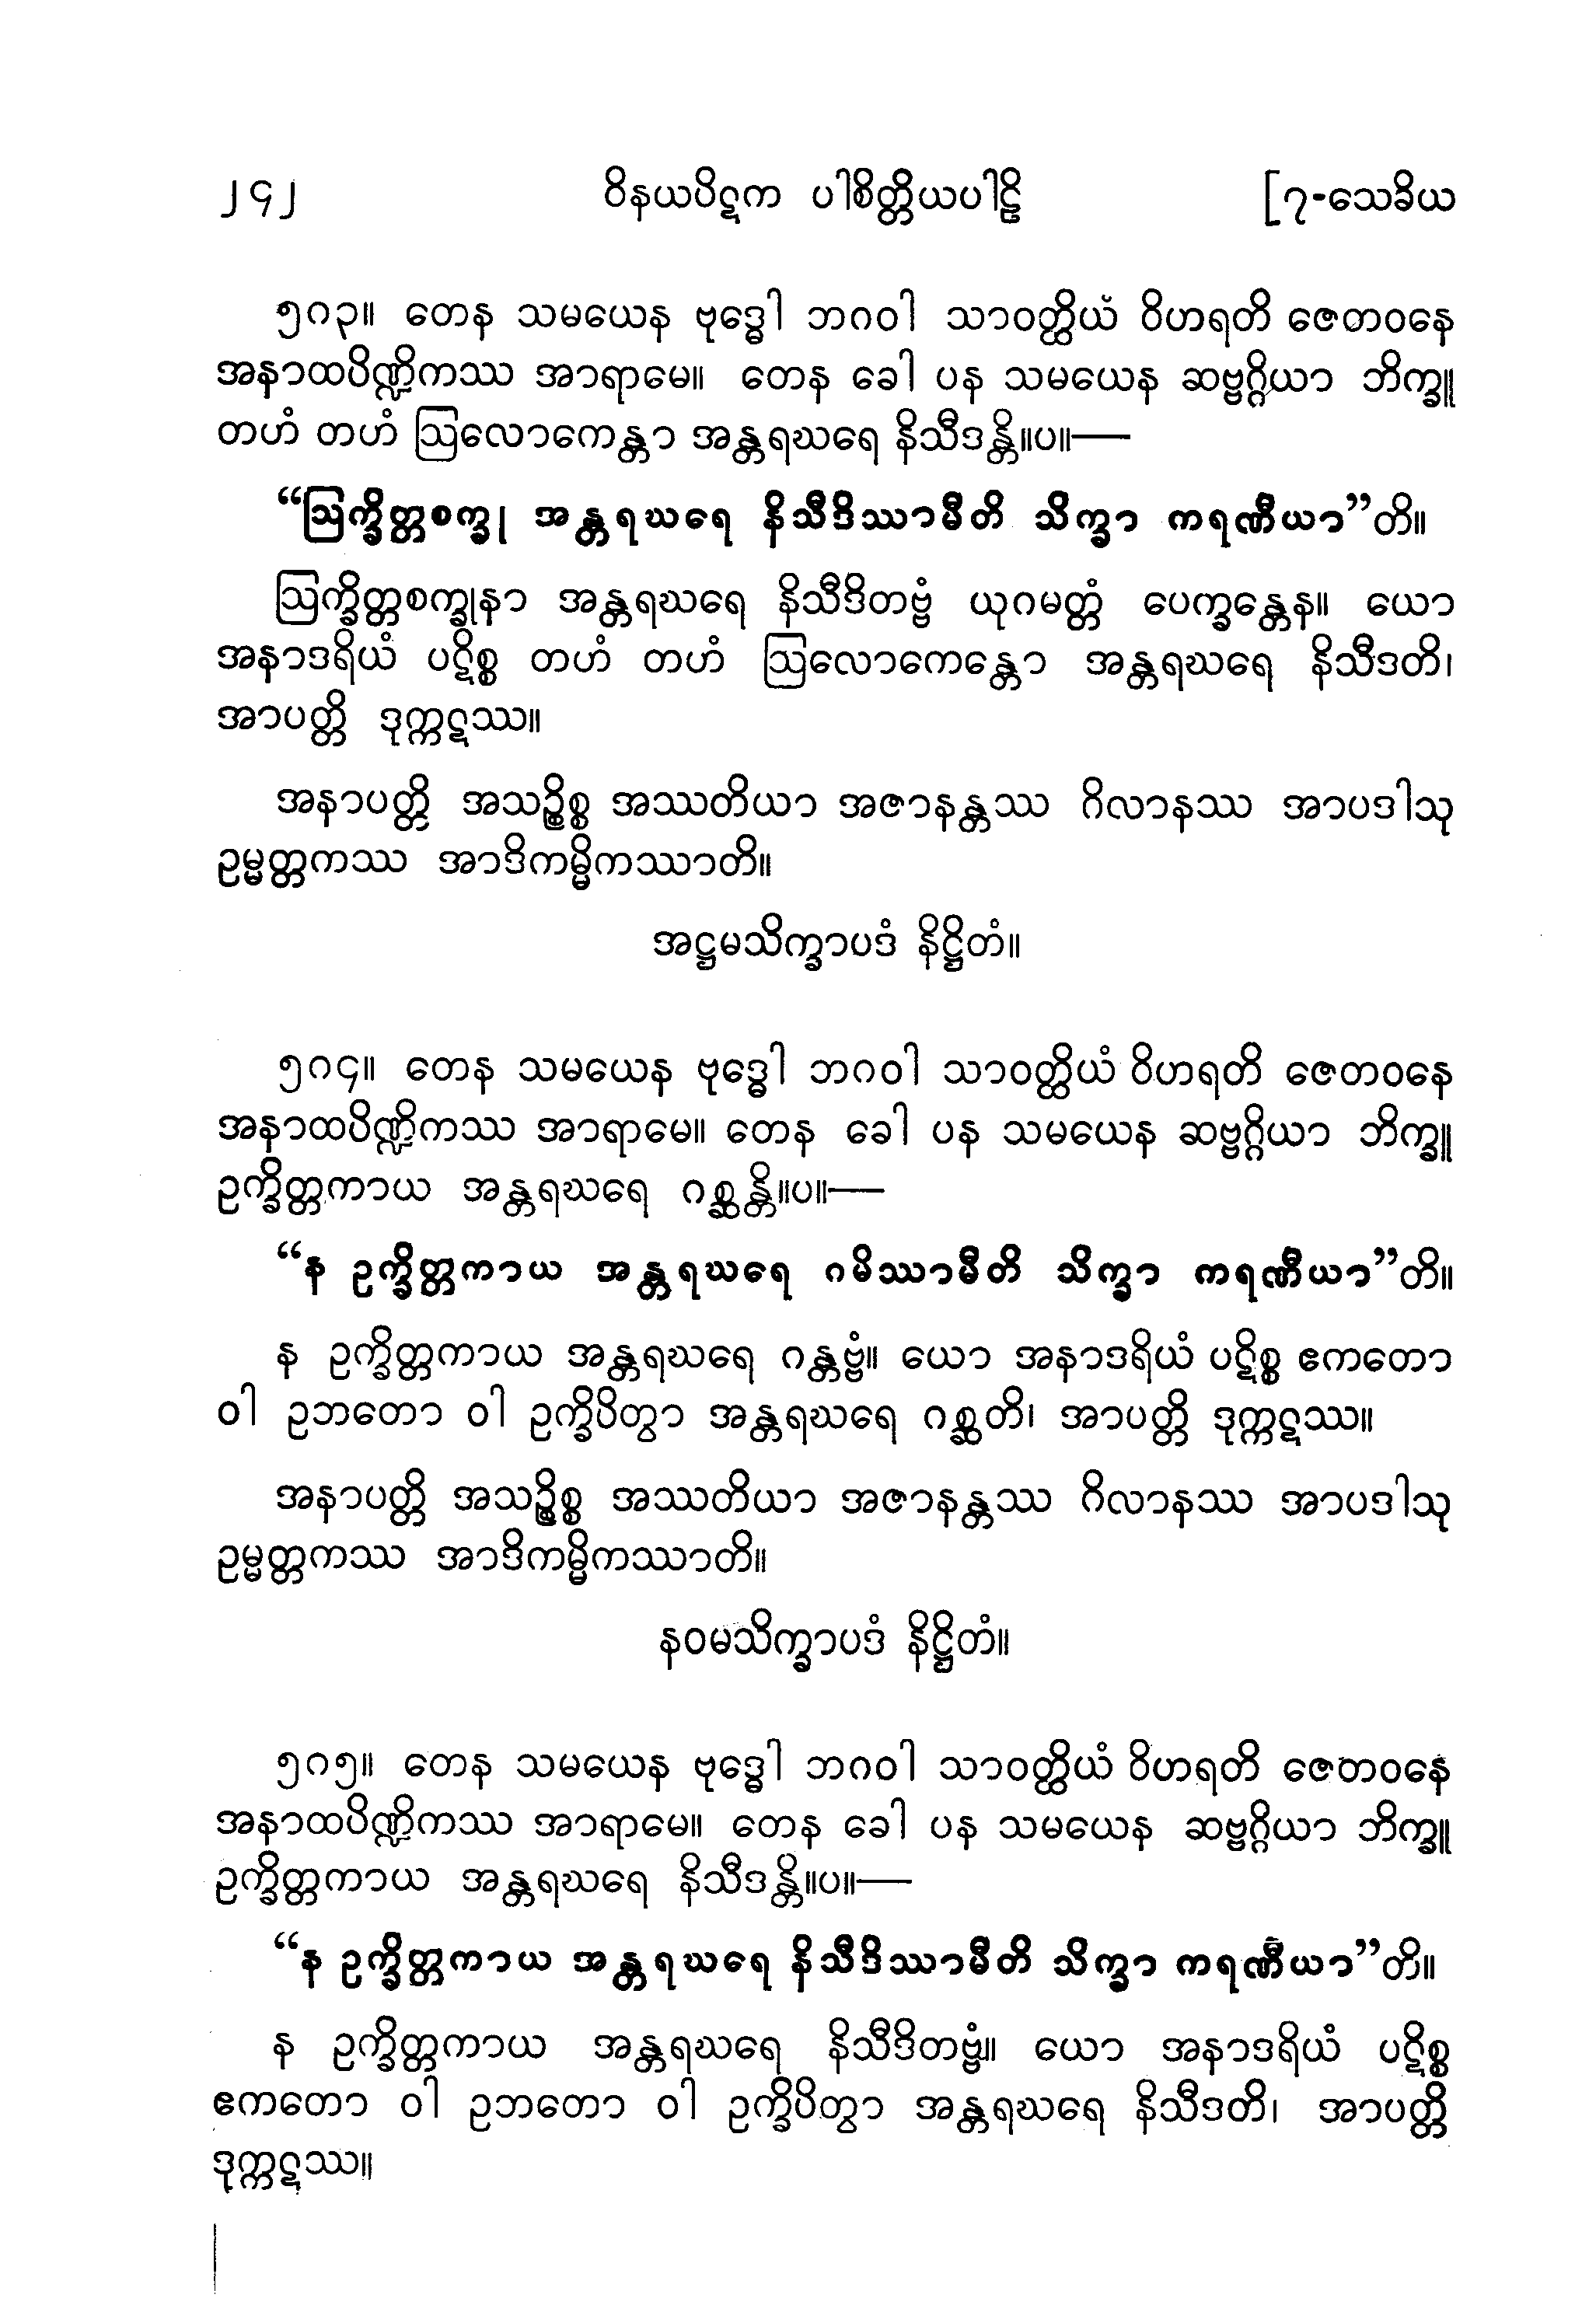 ၂၄၂ ဝိနယပိဋက ပါစိတ္တိယပါဠိ [၇-သေခိယ
၅ဂ၃။ တေန သမယေန ဗုဒ္ဓေါ ဘဂဝါ သာဝတ္ထိယံ ဝိဟရတိ ဇေတဝနေ
အနာထပိဏ္ဍိကဿ အာရာမေ။ တေန ခေါ ပန သမယေန ဆဗ္ဗဂ္ဂိယာ ဘိက္ခူ
တဟံ တဟံ ဩလောကေန္တာ အန္တရဃရေ နိသီဒန္တိ။ပ။—
“ဩက္ခိတ္တစက္ခု အန္တရဃရေ နိသီဒိဿာမီတိ သိက္ခာ ကရဏီယာ”တိ။
ဩက္ခိတ္တစက္ခုနာ အန္တရဃရေ နိသီဒိတဗ္ဗံ ယုဂမတ္တံ ပေက္ခန္တေန။ ယော
အနာဒရိယံ ပဋိစ္စ တဟံ တဟံ ဩလောကေန္တော အန္တရဃရေ နိသီဒတိ၊
အာပတ္တိ ဒုက္ကဋဿ။
အနာပတ္တိ အသဉ္စိစ္စ အဿတိယာ အဇာနန္တဿ ဂိလာနဿ အာပဒါသု
ဥမ္မတ္တကဿ အာဒိကမ္မိကဿာတိ။
အဋ္ဌမသိက္ခာပဒံ နိဋ္ဌိတံ။
၅ဂ၄။ တေန သမယေန ဗုဒ္ဓေါ ဘဂဝါ သာဝတ္ထိယံ ဝိဟရတိ ဇေတဝနေ
အနာထပိဏ္ဍိကဿ အာရာမေ။ တေန ခေါ ပန သမယေန ဆဗ္ဗဂ္ဂိယာ ဘိက္ခူ
ဥက္ခိတ္တကာယ အန္တရဃရေ ဂစ္ဆန္တိ။ပ။—
“န ဥက္ခိတ္တကာယ အန္တရဃရေ ဂမိဿာမီတိ သိက္ခာ ကရဏီယာ”တိ။
န ဥက္ခိတ္တကာယ အန္တရဃရေ ဂန္တဗ္ဗံ။ ယော အနာဒရိယံ ပဋိစ္စ ဧကတော
ဝါ ဥဘတော ဝါ ဥက္ခိပိတွာ အန္တရဃရေ ဂစ္ဆတိ၊ အာပတ္တိ ဒုက္ကဋဿ။
အနာပတ္တိ အသဉ္စိစ္စ အဿတိယာ အဇာနန္တဿ ဂိလာနဿ အာပဒါသု
ဥမ္မတ္တကဿ အာဒိကမ္မိကဿာတိ။
နဝမသိက္ခာပဒံ နိဋ္ဌိတံ။
၅ဂ၅။ တေန သမယေန ဗုဒ္ဓေါ ဘဂဝါ သာဝတ္ထိယံ ဝိဟရတိ ဇေတဝနေ
အနာထပိဏ္ဍိကဿ အာရာမေ။ တေန ခေါ ပန သမယေန ဆဗ္ဗဂ္ဂိယာ ဘိက္ခူ
ဥက္ခိတ္တကာယ အန္တရဃရေ နိသီဒန္တိ။ပ။—
“န ဥက္ခိတ္တကာယ အန္တရဃရေ နိသီဒိဿာမီတိ သိက္ခာ ကရဏီယာ”တိ။
န ဥက္ခိတ္တကာယ အန္တရဃရေ နိသီဒိတဗ္ဗံ။ ယော အနာဒရိယံ ပဋိစ္စ
ဧကတော ဝါ ဥဘတော ဝါ ဥက္ခိပိတွာ အန္တရဃရေ နိသီဒတိ၊ အာပတ္တိ
ဒုက္ကဋဿ။